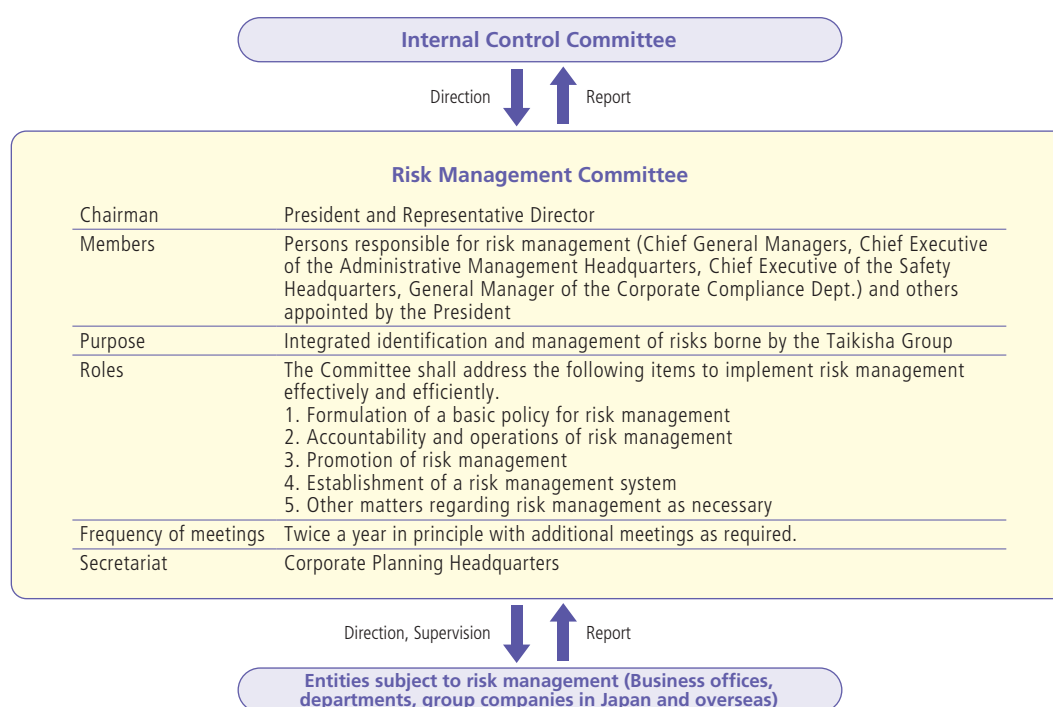 Internal Control Committee
Direction
Report
Risk Management Committee
Chairman President and Representative Director
Members Persons responsible for risk management (Chief General Managers, Chief Executive
of the Administrative Management Headquarters, Chief Executive of the Safety
Headquarters, General Manager of the Corporate Compliance Dept.) and others
appointed by the President
Purpose Integrated identification and management of risks borne by the Taikisha Group
Roles The Committee shall address the following items to implement risk management
effectively and efficiently.
1. Formulation of a basic policy for risk management
2. Accountability and operations of risk management
3. Promotion of risk management
4. Establishment of a risk management system
5. Other matters regarding risk management as necessary
Frequency of meetings Twice a year in principle with additional meetings as required.
Secretariat Corporate Planning Headquarters
Direction, Supervision
Report
Entities subject to risk management (Business offices,
departments, group companies in Japan and overseas)